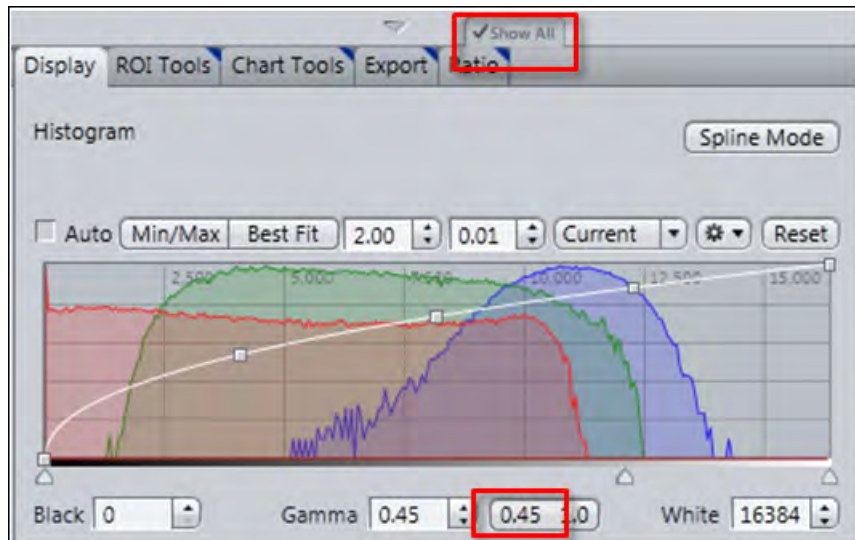 Show All
Display ROI Tools Chart Tools Export Ratio
Histogram Spline Mode
Auto Min/Max Best Fit 2.00 0.01 Current Reset
2,500 5,000 10,000 12,500 15,000
Black 0 Gamma 0.45 0.45 1.0 White 16384